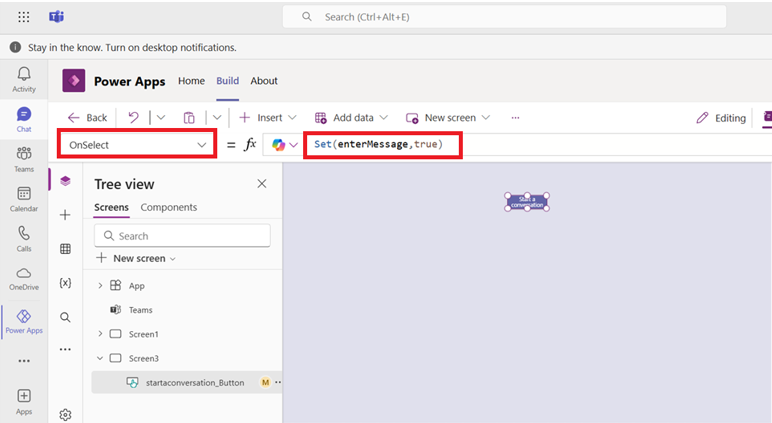 Search (Ctrl+Alt+E)
Stay in the know. Turn on desktop notifications.
Activity
Chat
Teams
Calendar
Calls
OneDrive
Power Apps
Apps
Power Apps Home Build About
Back Insert Add data New screen ... Editing
OnSelect = fx Set(enterMessage,true)
Tree view
Screens Components
Search
New screen
App
Teams
Screen1
Screen3
startaconversation_Button M ...
{x}
Start a
conversation